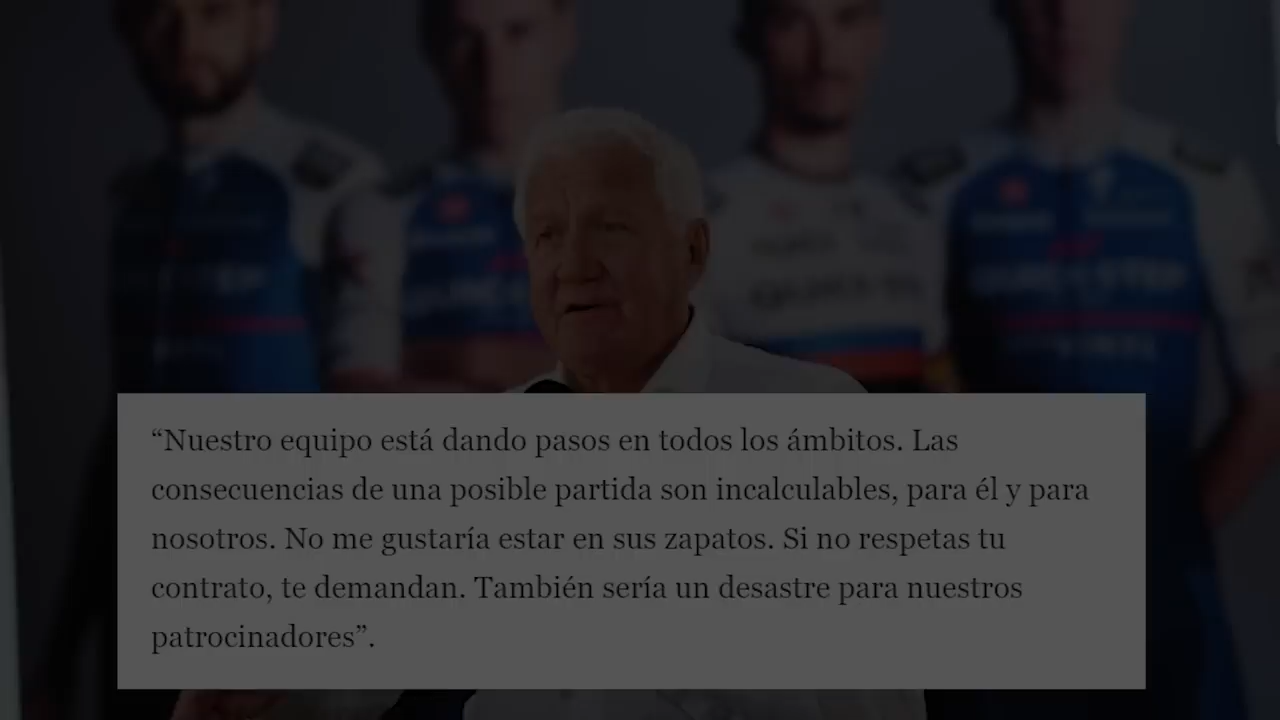 “Nuestro equipo está dando pasos en todos los ámbitos. Las
consecuencias de una posible partida son incalculables, para él y para
nosotros. No me gustaría estar en sus zapatos. Si no respetas tu
contrato, te demandan. También sería un desastre para nuestros
patrocinadores”.